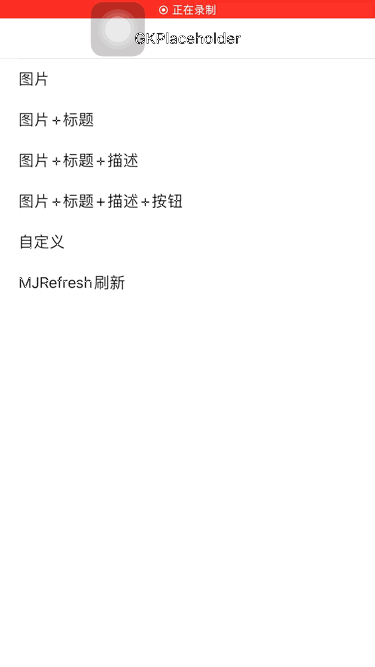 正在录制
GKPlaceholder
图片
图片+标题
图片+标题+描述
图片+标题+描述+按钮
自定义
MJRefresh刷新